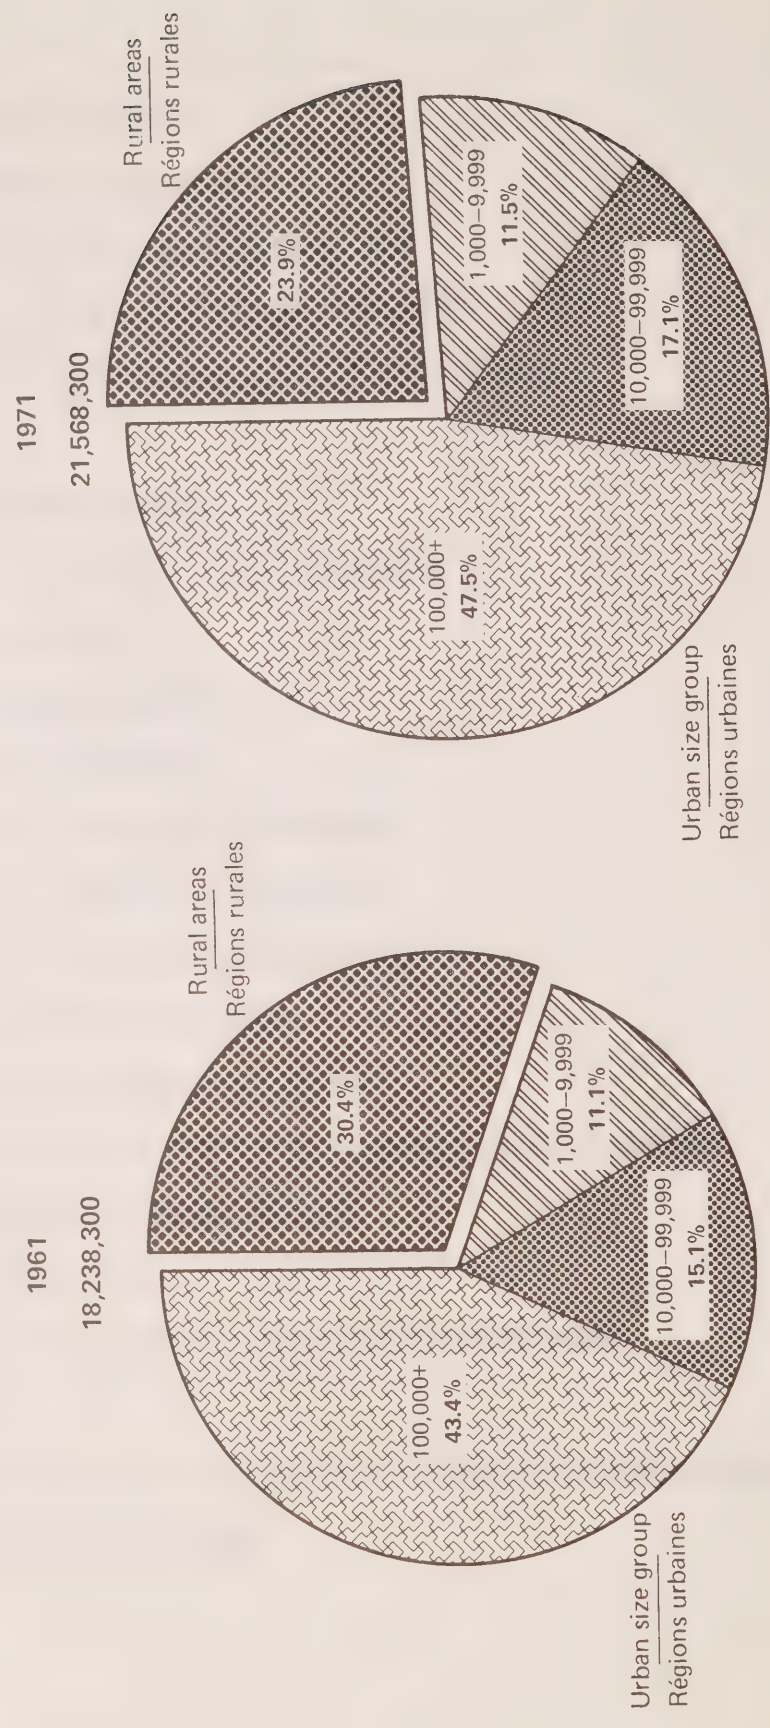 1961
18,238,300
Rural areas
Régions rurales
30.4%
1,000–9,999
11.1%
10,000–99,999
15.1%
100,000+
43.4%
Urban size group
Régions urbaines
1971
21,568,300
Rural areas
Régions rurales
23.9%
1,000–9,999
11.5%
10,000–99,999
17.1%
100,000+
47.5%
Urban size group
Régions urbaines